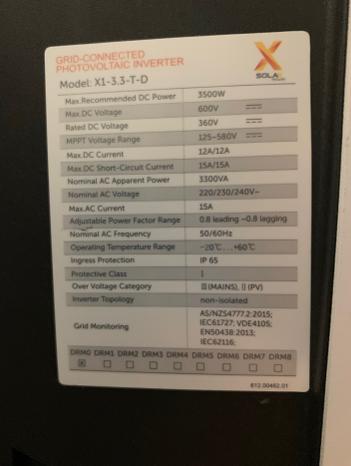 GRID-CONNECTED
PHOTOVOLTAIC INVERTER
SOLAX
POWER
Model: X1-3.3-T-D
Max.Recommended DC Power 3500W
Max.DC Voltage 600V
Rated DC Voltage 360V
MPPT Voltage Range 125-580V
Max.DC Current 12A/12A
Max.DC Short-Circuit Current 15A/15A
Nominal AC Apparent Power 3300VA
Nominal AC Voltage 220/230/240V~
Max.AC Current 15A
Adjustable Power Factor Range 0.8 leading ~0.8 lagging
Nominal AC Frequency 50/60Hz
Operating Temperature Range -20℃...+60℃
Ingress Protection IP 65
Protective Class I
Over Voltage Category III (MAINS), II (PV)
Inverter Topology non-isolated
Grid Monitoring AS/NZS4777.2:2015;
IEC61727; VDE4105;
EN50438:2013;
IEC62116;
DRM0 DRM1 DRM2 DRM3 DRM4 DRM5 DRM6 DRM7 DRM8
612.00462.01